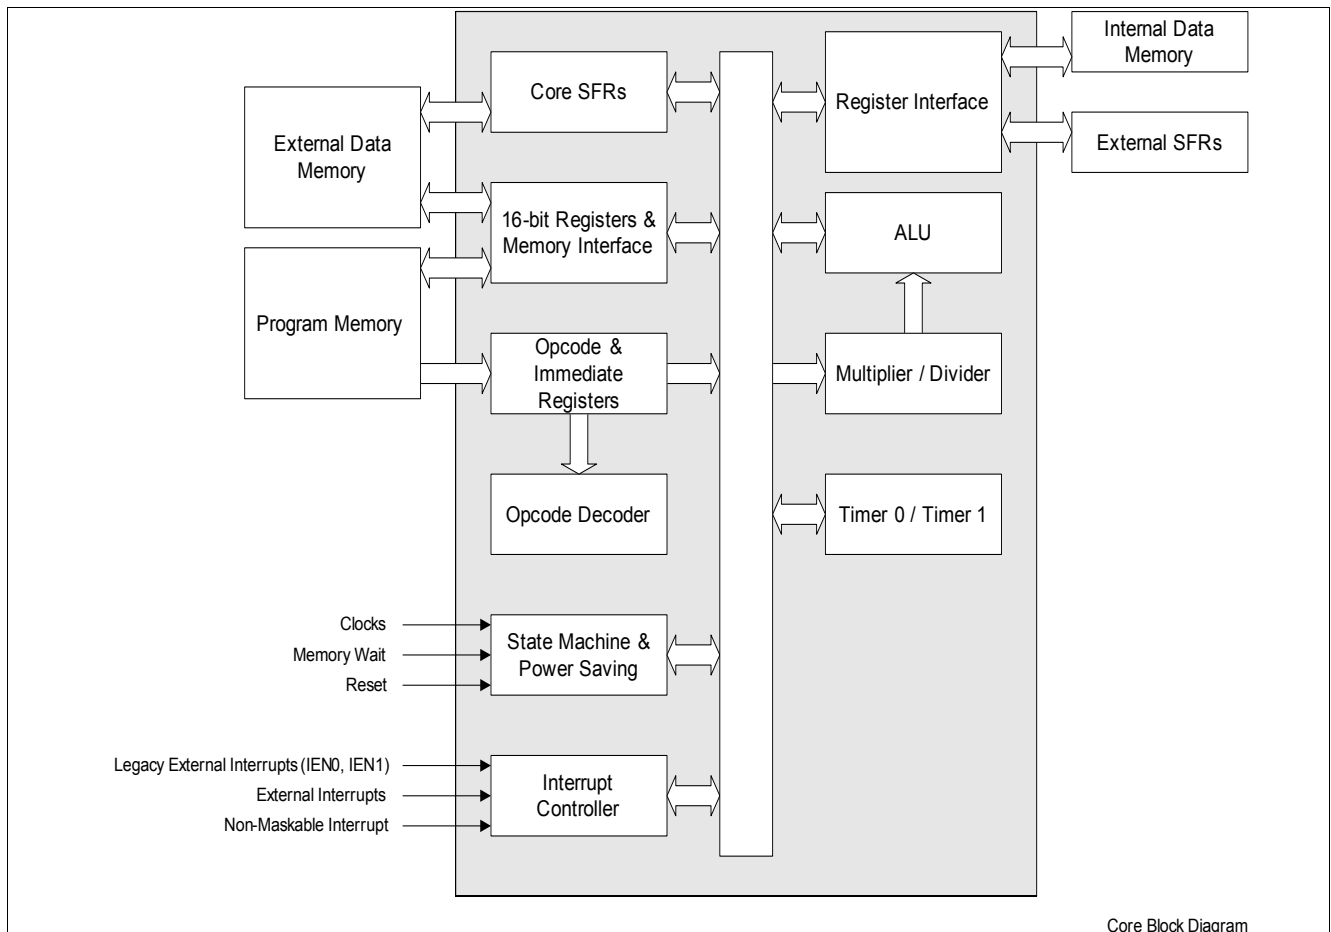 Internal Data
Memory
Core SFRs
Register Interface
External Data
Memory
External SFRs
16-bit Registers &
Memory Interface
ALU
Program Memory
Opcode &
Immediate
Registers
Multiplier / Divider
Opcode Decoder
Timer 0 / Timer 1
Clocks
Memory Wait
Reset
State Machine &
Power Saving
Legacy External Interrupts (IEN0, IEN1)
External Interrupts
Non-Maskable Interrupt
Interrupt
Controller
Core Block Diagram